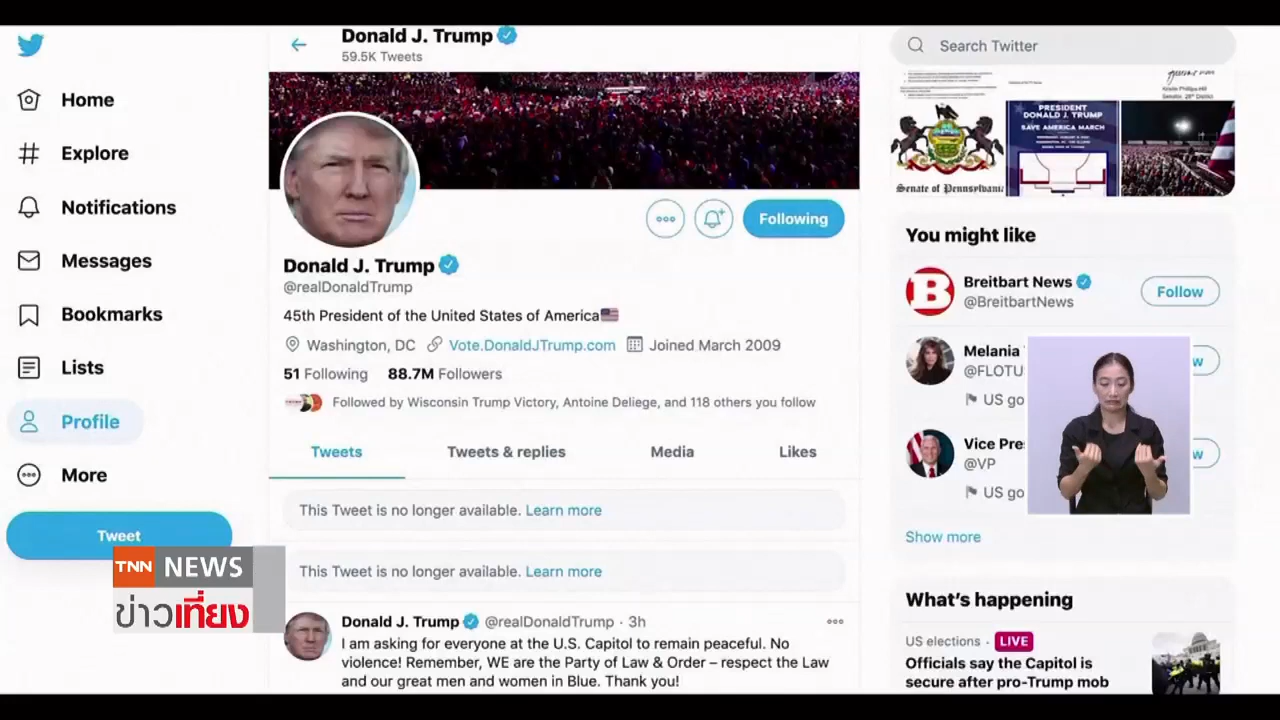 Home
Explore
Notifications
Messages
Bookmarks
Lists
Profile
More
Tweet
TNN NEWS
ข่าวเที่ยง
Donald J. Trump
59.5K Tweets
Following
Donald J. Trump
@realDonaldTrump
45th President of the United States of America
Washington, DC Vote.DonaldJTrump.com Joined March 2009
51 Following 88.7M Followers
Followed by Wisconsin Trump Victory, Antoine Deliege, and 118 others you follow
Tweets Tweets & replies Media Likes
This Tweet is no longer available. Learn more
This Tweet is no longer available. Learn more
Donald J. Trump @realDonaldTrump · 3h
I am asking for everyone at the U.S. Capitol to remain peaceful. No
violence! Remember, WE are the Party of Law & Order – respect the Law
and our great men and women in Blue. Thank you!
Search Twitter
Senate of Pennsylvania
PRESIDENT
DONALD J. TRUMP
SAVE AMERICA MARCH
You might like
Breitbart News
@BreitbartNews
Follow
Melania
@FLOTU
US go
Vice Pre
@VP
US go
Show more
What's happening
US elections · LIVE
Officials say the Capitol is
secure after pro-Trump mob